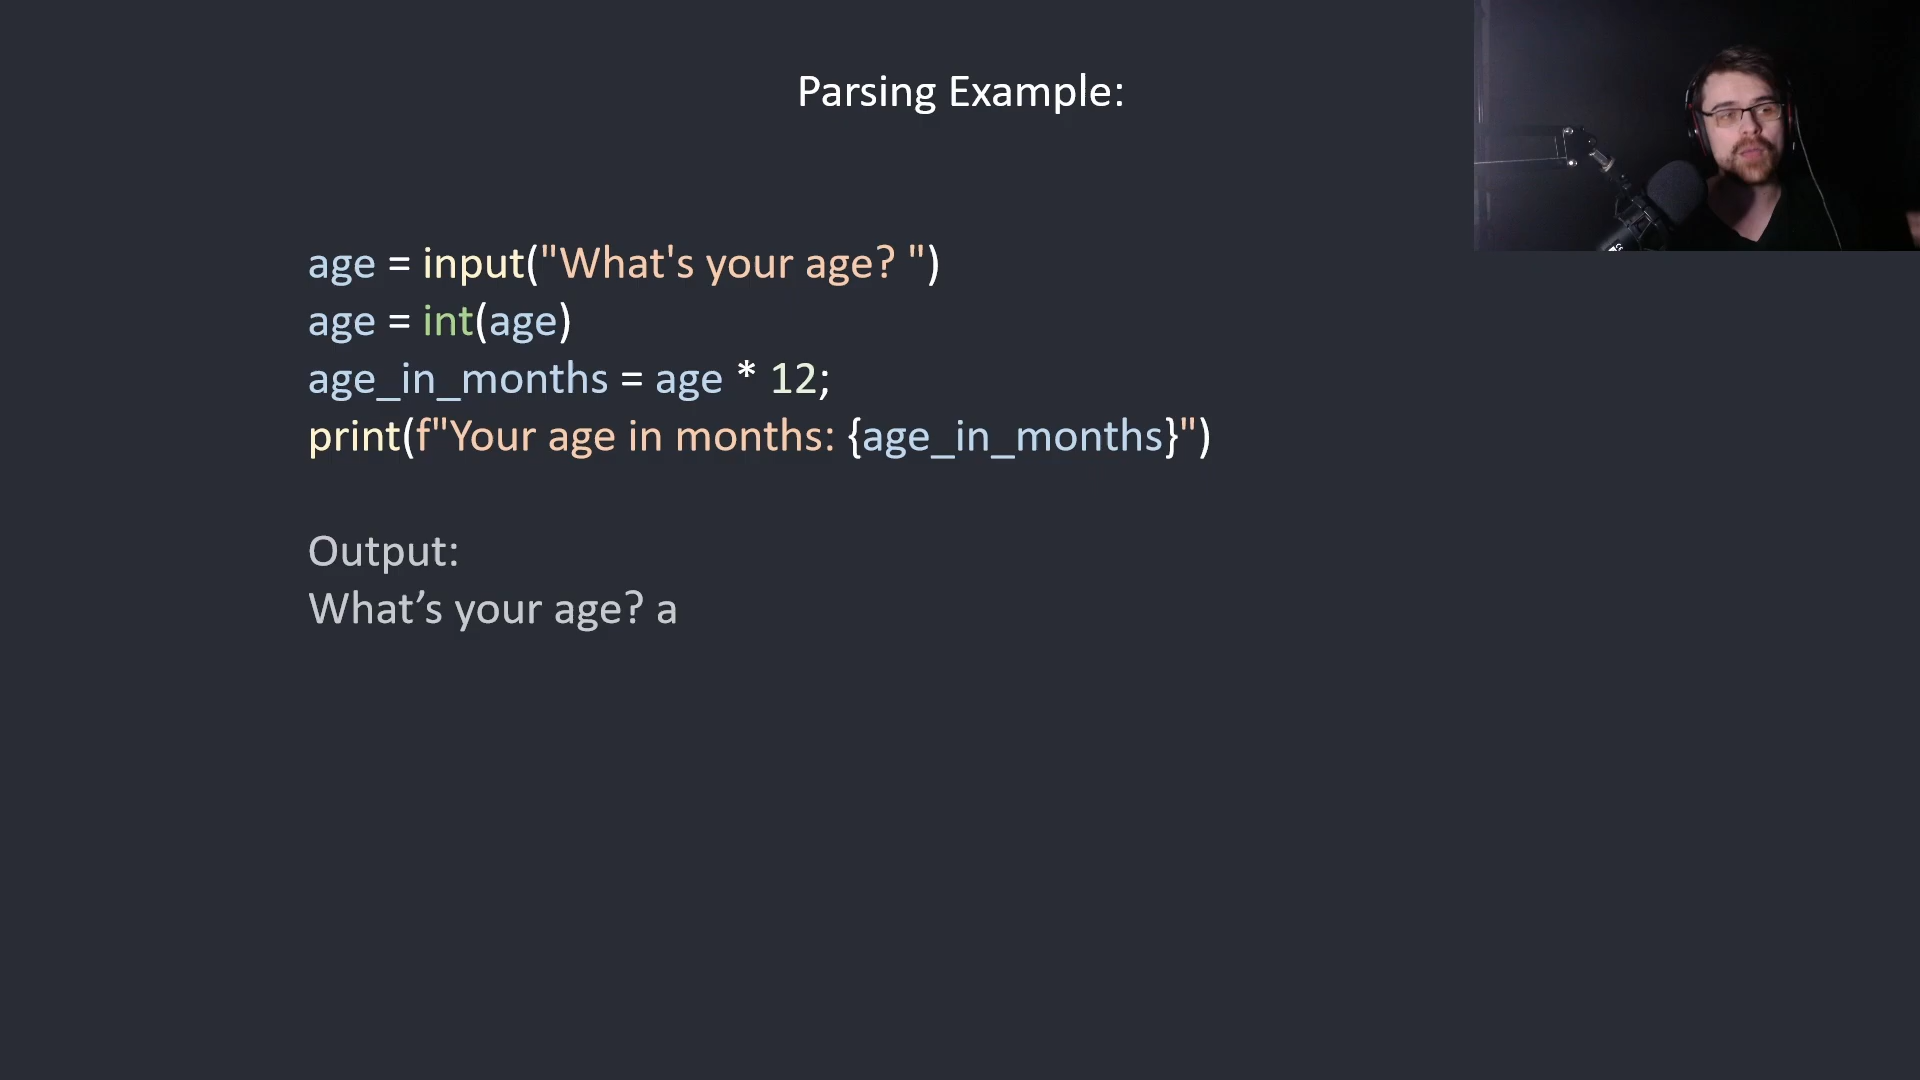 Parsing Example:
age = input("What's your age? ")
age = int(age)
age_in_months = age * 12;
print(f"Your age in months: {age_in_months}")
Output:
What’s your age? a